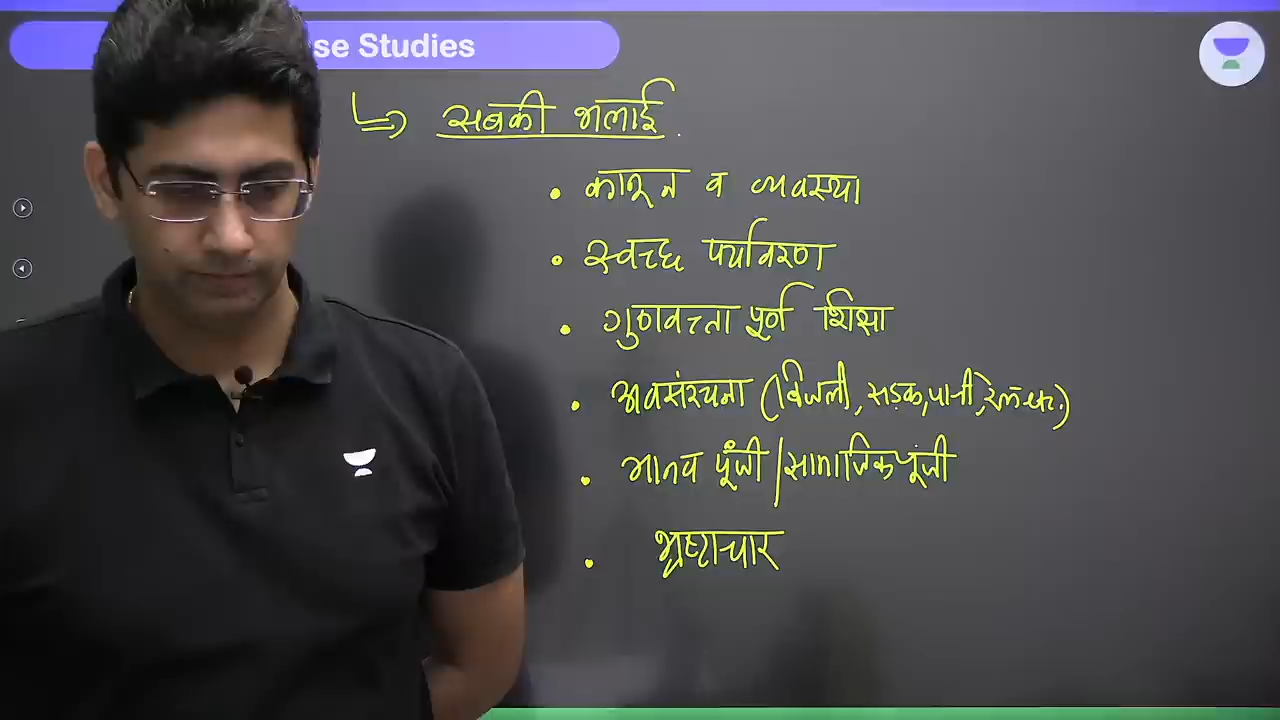 se Studies
सबकी भलाई.
• कानून व व्यवस्था
• स्वच्छ पर्यावरण
• गुणवत्ता पूर्ण शिक्षा
• अवसंरचना (बिजली, सड़क, पानी, रेल etc.)
• मानव पूंजी / सामाजिक पूंजी
• भ्रष्टाचार